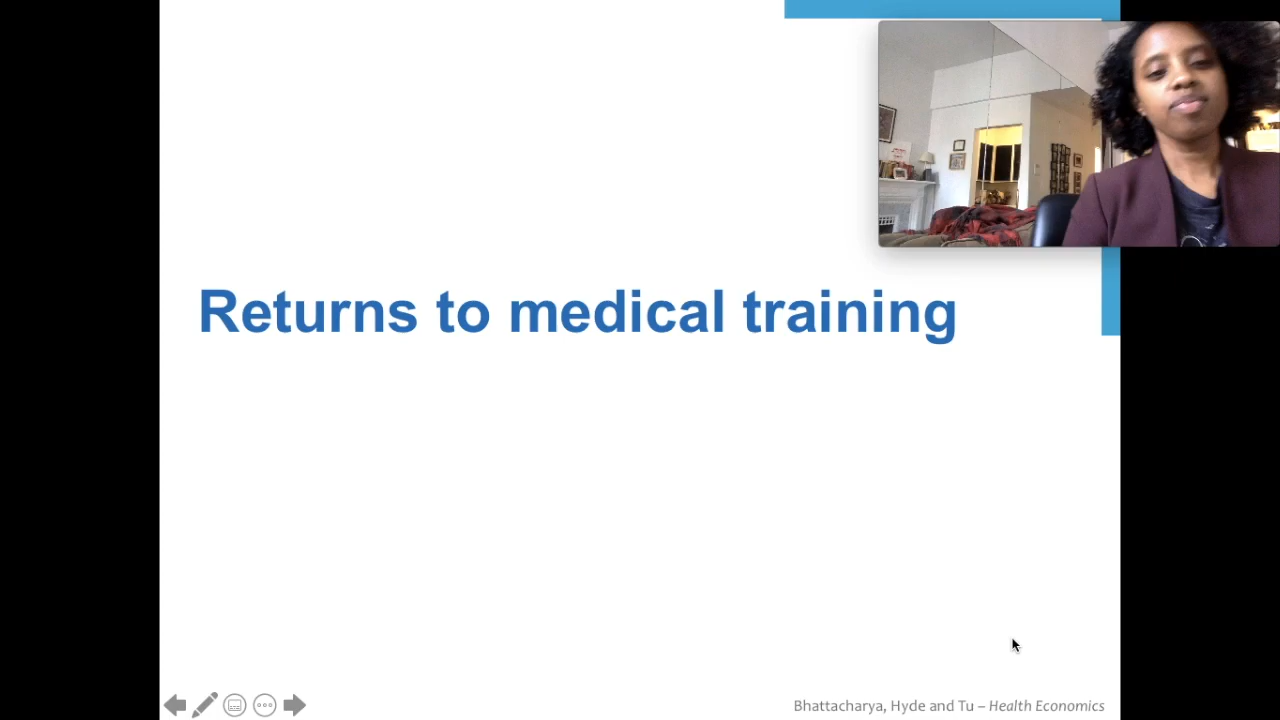 Returns to medical training
Bhattacharya, Hyde and Tu – Health Economics